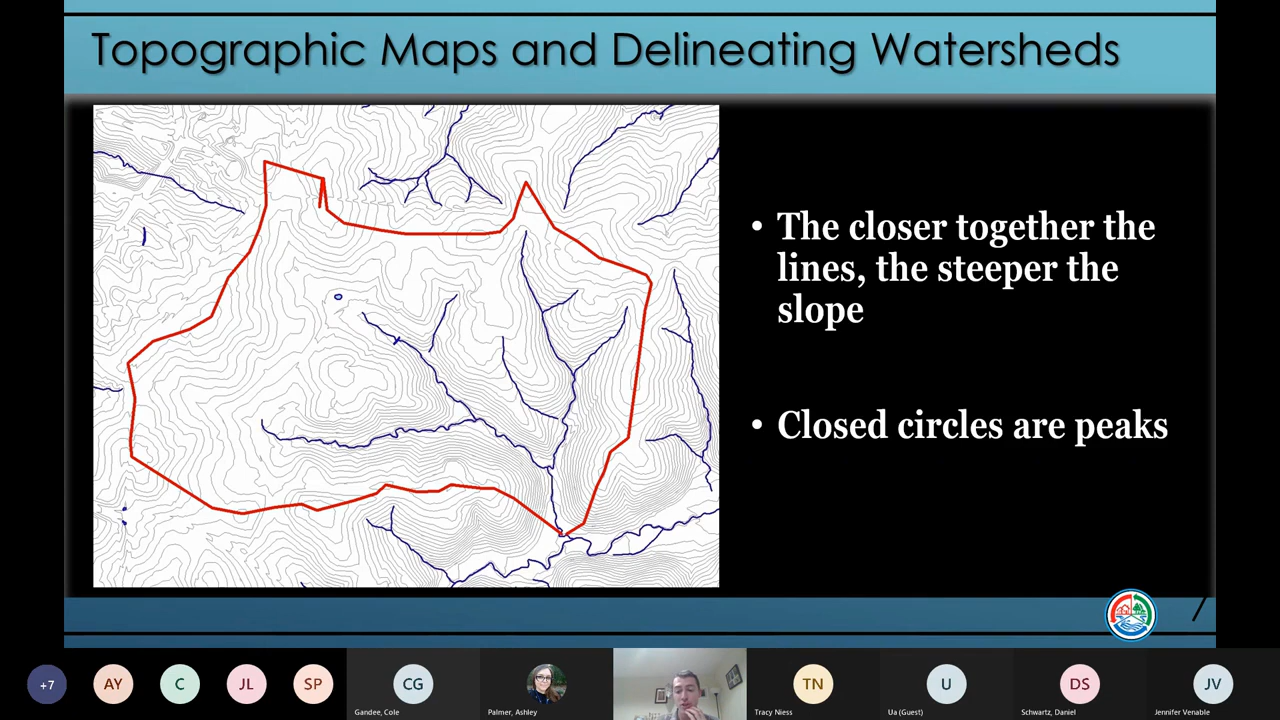 Topographic Maps and Delineating Watersheds
• The closer together the
lines, the steeper the
slope
• Closed circles are peaks
7
+7
AY
C
JL
SP
CG
TN
U
DS
JV
Gandee, Cole
Palmer, Ashley
Tracy Niess
Ua (Guest)
Schwartz, Daniel
Jennifer Venable